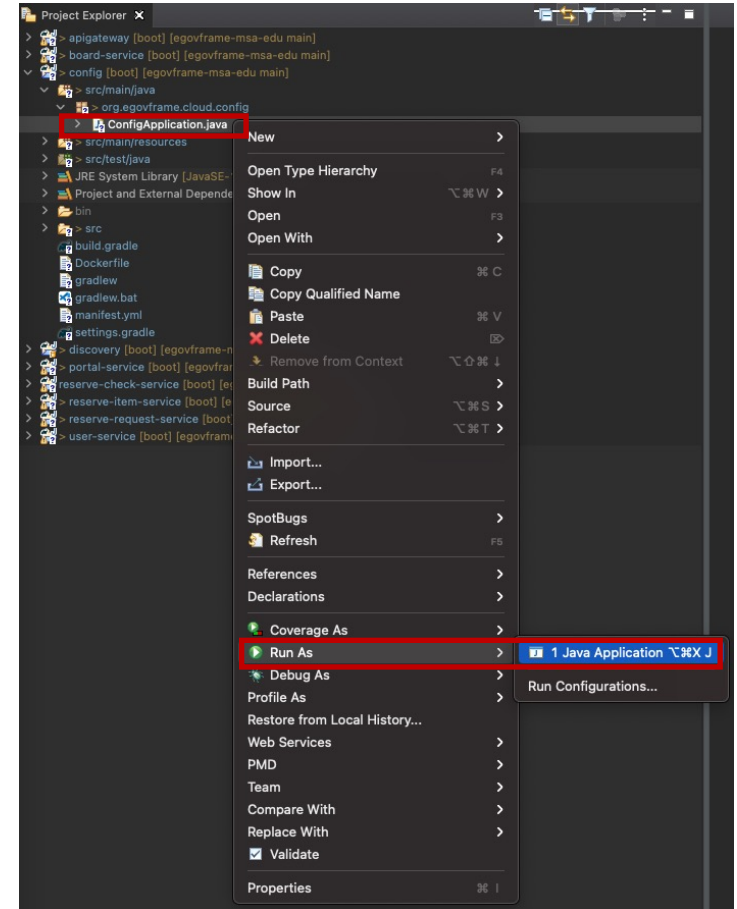 Project Explorer
> apigateway [boot] [egovframe-msa-edu main]
> board-service [boot] [egovframe-msa-edu main]
> config [boot] [egovframe-msa-edu main]
> src/main/java
> org.egovframe.cloud.config
ConfigApplication.java
> src/main/resources
> src/test/java
JRE System Library [JavaSE-
Project and External Depende
bin
> src
build.gradle
Dockerfile
gradlew
gradlew.bat
manifest.yml
settings.gradle
> discovery [boot] [egovframe-
> portal-service [boot] [egovfra
reserve-check-service [boot] [e
> reserve-item-service [boot] [e
> reserve-request-service [boot]
> user-service [boot] [egovfram
New
Open Type Hierarchy F4
Show In ⌥⌘W
Open F3
Open With
Copy ⌘C
Copy Qualified Name
Paste ⌘V
Delete ⌦
Remove from Context ⌥⇧⌘↓
Build Path
Source ⌥⌘S
Refactor ⌥⌘T
Import...
Export...
SpotBugs
Refresh F5
References
Declarations
Coverage As
Run As
1 Java Application ⌥⌘X J
Debug As
Run Configurations...
Profile As
Restore from Local History...
Web Services
PMD
Team
Compare With
Replace With
Validate
Properties ⌘I